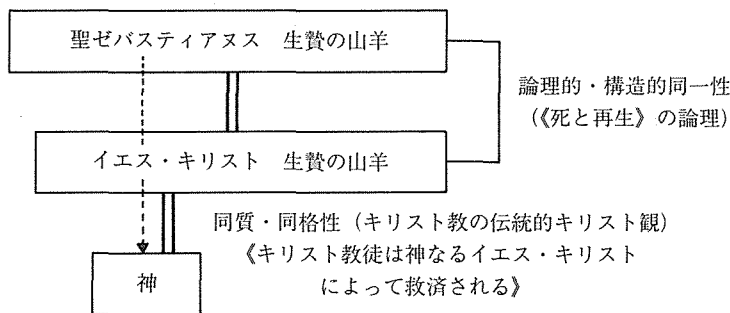 聖ゼバスティアヌス 生贄の山羊
論理的・構造的同一性
(《死と再生》の論理)
イエス・キリスト 生贄の山羊
同質・同格性(キリスト教の伝統的キリスト観)
《キリスト教徒は神なるイエス・キリスト
によって救済される》
神